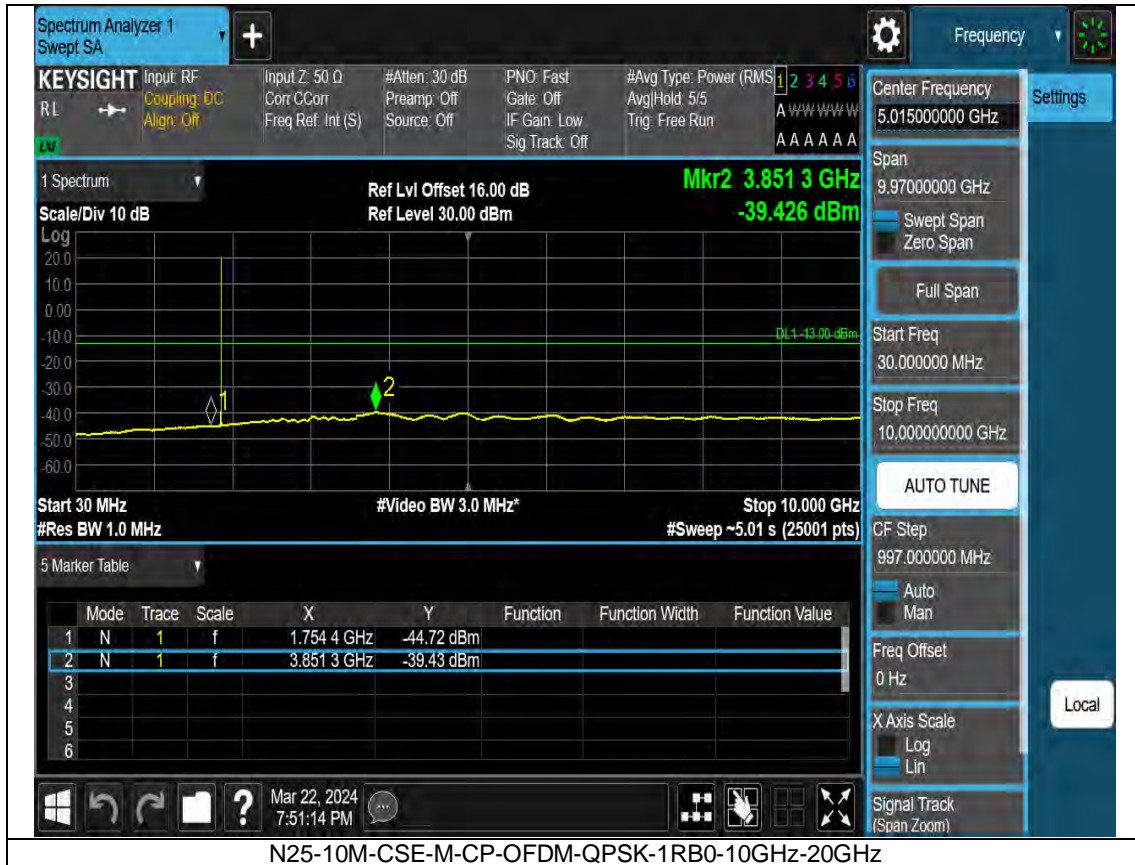 Spectrum Analyzer 1
Swept SA
Frequency
KEYSIGHT
RL
LNI
Input: RF
Coupling: DC
Align: Off
Input Z: 50 Ω
Corr CCorr
Freq Ref: Int (S)
#Atten: 30 dB
Preamp: Off
Source: Off
PNO: Fast
Gate: Off
IF Gain: Low
Sig Track: Off
#Avg Type: Power (RMS
Avg|Hold: 5/5
Trig: Free Run
1 2 3 4 5 6
A W W W W W
A A A A A A
1 Spectrum
Scale/Div 10 dB
Ref Lvl Offset 16.00 dB
Ref Level 30.00 dBm
Mkr2 3.851 3 GHz
-39.426 dBm
Log
20.0
10.0
0.00
-10.0
-20.0
-30.0
-40.0
-50.0
-60.0
DL1 -13.00 dBm
1
2
Start 30 MHz
#Res BW 1.0 MHz
#Video BW 3.0 MHz*
Stop 10.000 GHz
#Sweep ~5.01 s (25001 pts)
5 Marker Table
Mode Trace Scale X Y Function Function Width Function Value
1 N 1 f 1.754 4 GHz -44.72 dBm
2 N 1 f 3.851 3 GHz -39.43 dBm
3
4
5
6
Center Frequency
5.015000000 GHz
Settings
Span
9.97000000 GHz
Swept Span
Zero Span
Full Span
Start Freq
30.000000 MHz
Stop Freq
10.000000000 GHz
AUTO TUNE
CF Step
997.000000 MHz
Auto
Man
Freq Offset
0 Hz
Local
X Axis Scale
Log
Lin
Signal Track
(Span Zoom)
?
Mar 22, 2024
7:51:14 PM
N25-10M-CSE-M-CP-OFDM-QPSK-1RB0-10GHz-20GHz